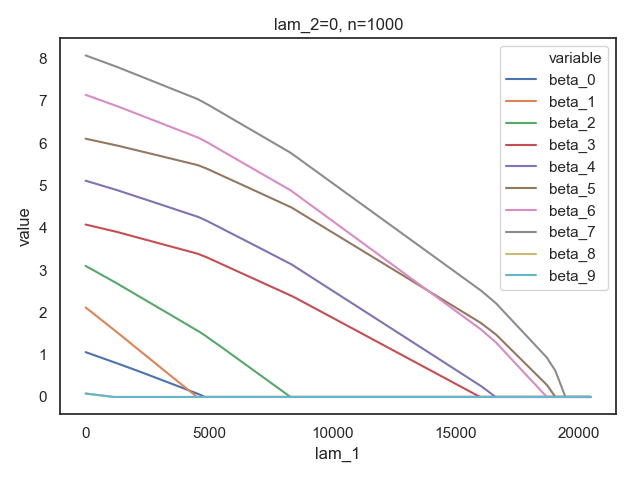 lam_2=0, n=1000
8
7
6
5
4
3
2
1
0
value
variable
beta_0
beta_1
beta_2
beta_3
beta_4
beta_5
beta_6
beta_7
beta_8
beta_9
0 5000 10000 15000 20000
lam_1